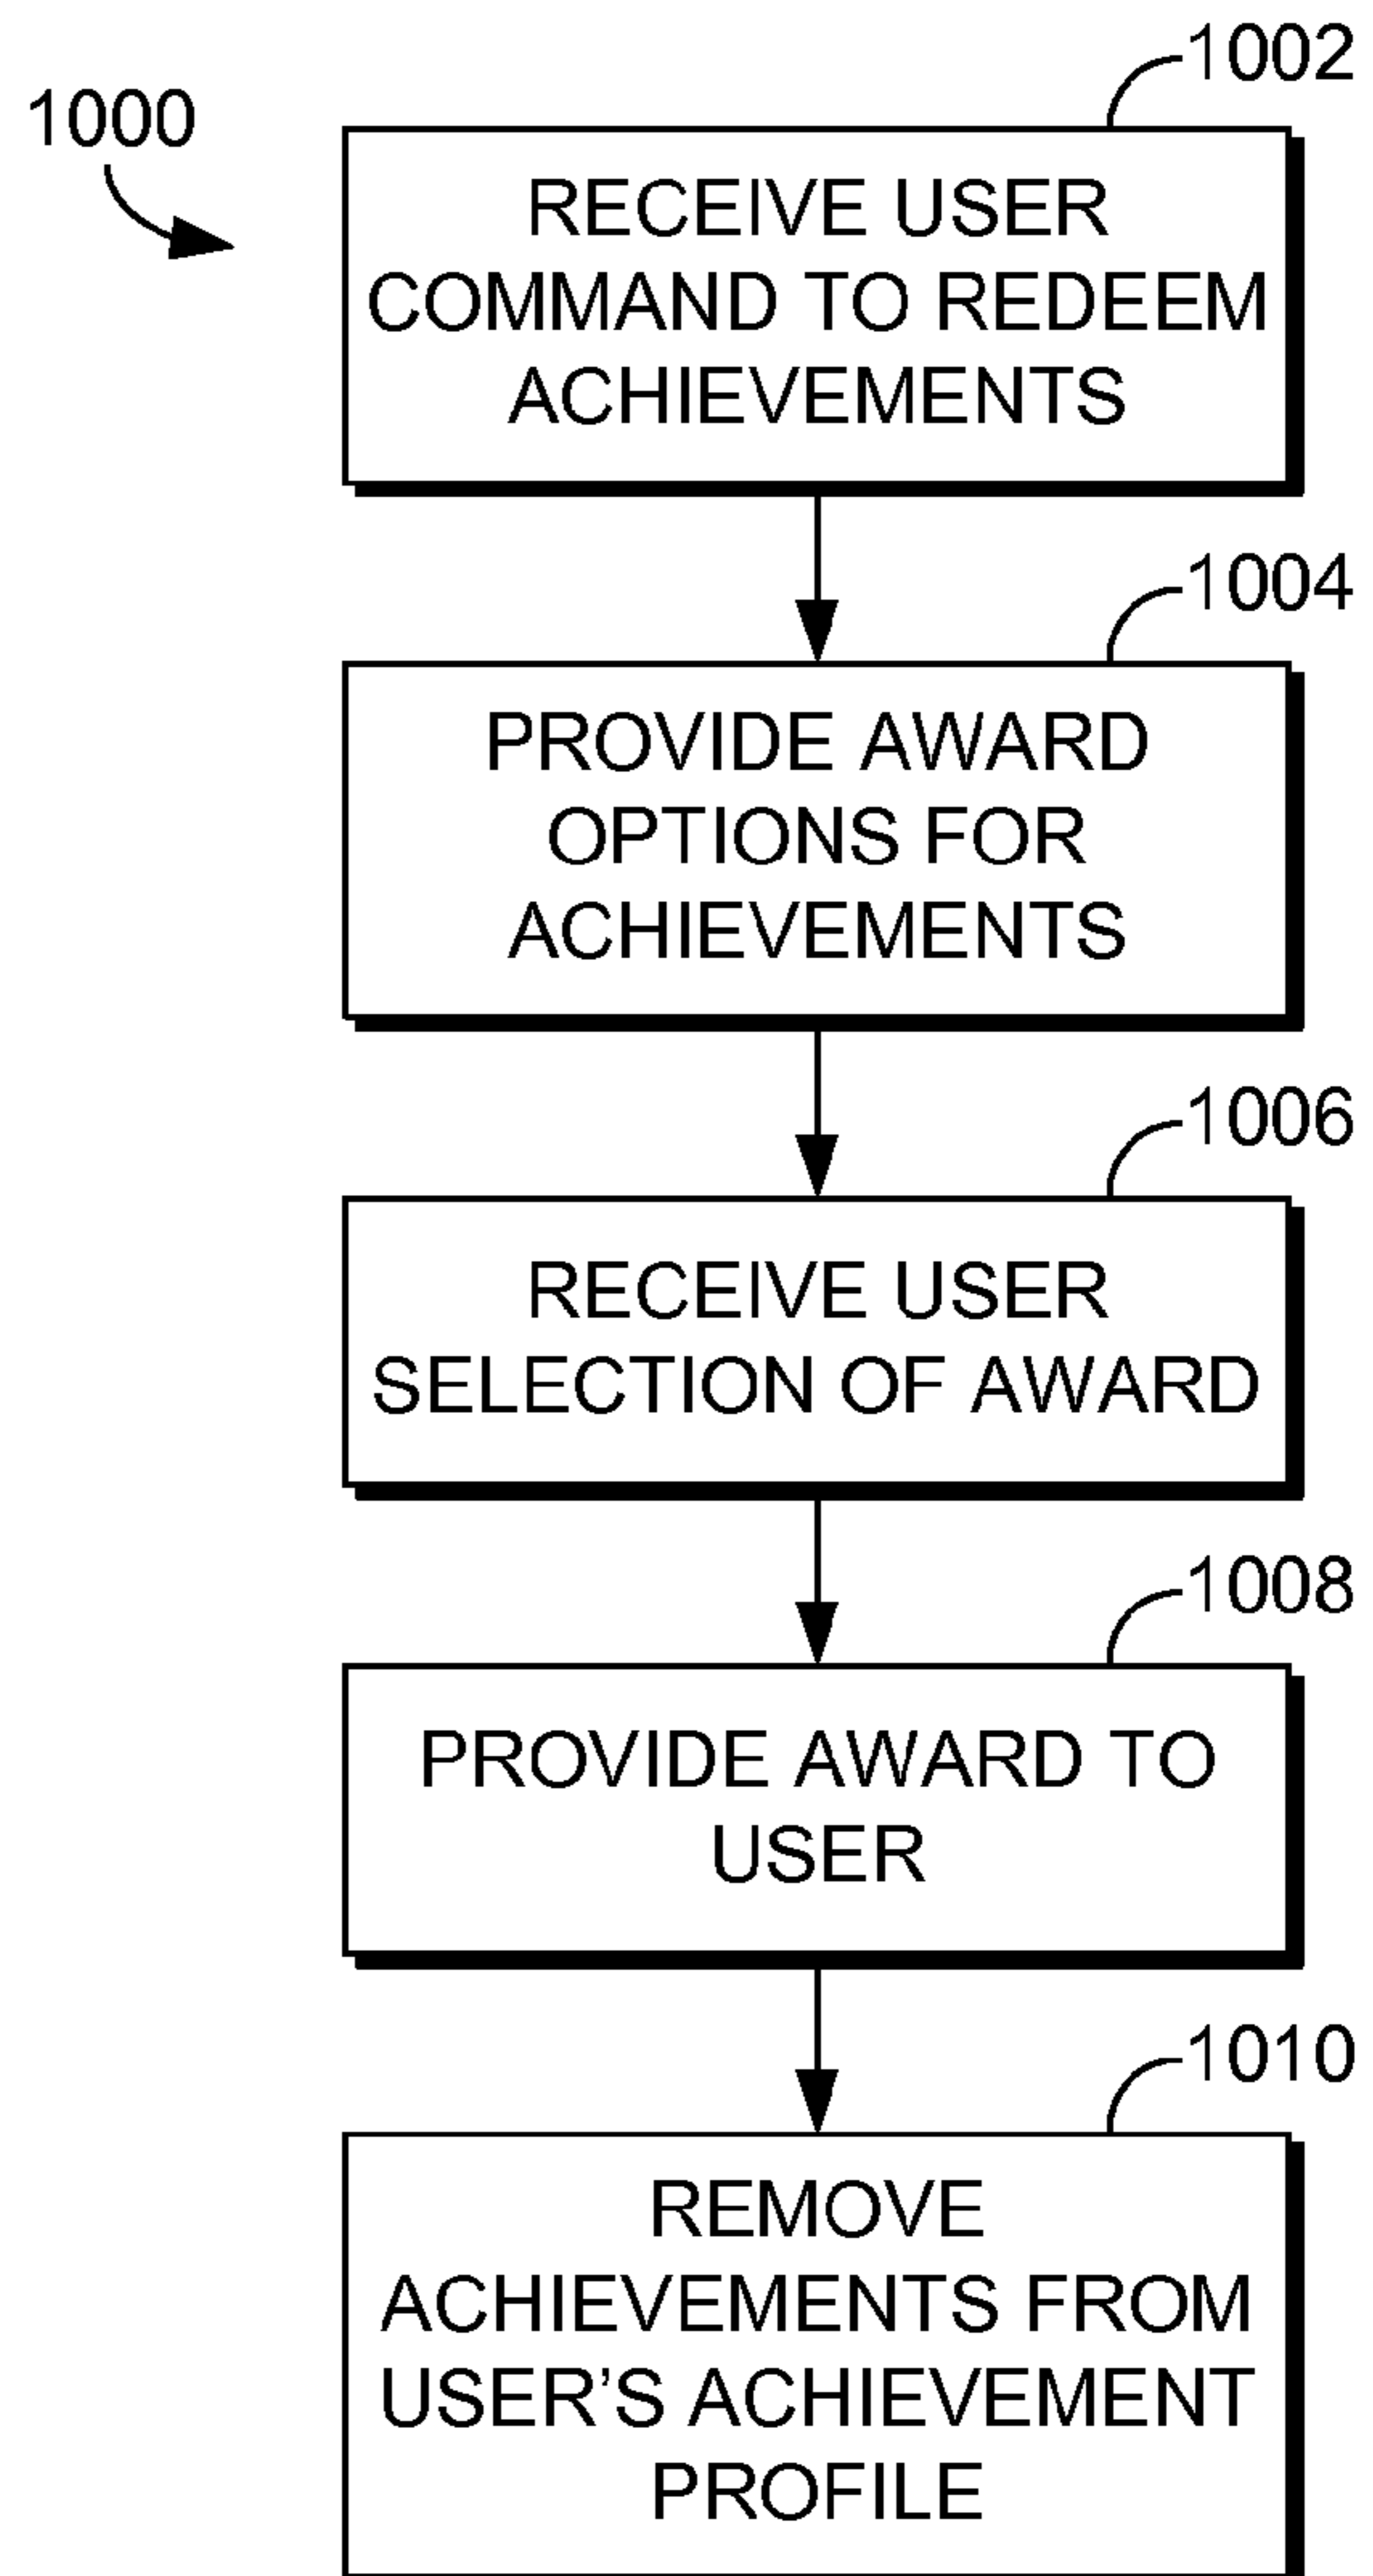 1000
1002
RECEIVE USER
COMMAND TO REDEEM
ACHIEVEMENTS
1004
PROVIDE AWARD
OPTIONS FOR
ACHIEVEMENTS
1006
RECEIVE USER
SELECTION OF AWARD
1008
PROVIDE AWARD TO
USER
1010
REMOVE
ACHIEVEMENTS FROM
USER’S ACHIEVEMENT
PROFILE